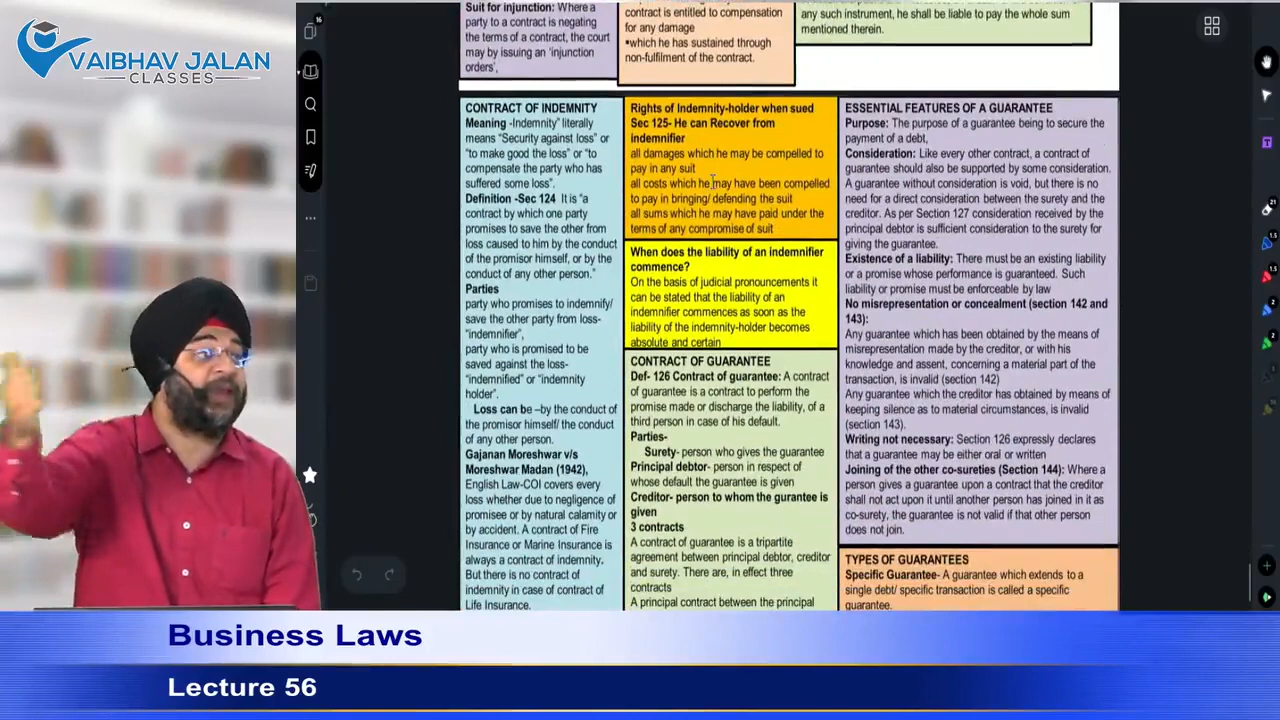 VAIBHAV JALAN
CLASSES
Suit for injunction: Where a
party to a contract is negating
the terms of a contract, the court
may by issuing an 'injunction
orders',
contract is entitled to compensation
for any damage
▪which he has sustained through
non-fulfilment of the contract.
any such instrument, he shall be liable to pay the whole sum
mentioned therein.
CONTRACT OF INDEMNITY
Meaning -Indemnity" literally
means "Security against loss" or
"to make good the loss" or "to
compensate the party who has
suffered some loss".
Definition -Sec 124 It is "a
contract by which one party
promises to save the other from
loss caused to him by the conduct
of the promisor himself, or by the
conduct of any other person."
Parties
party who promises to indemnify/
save the other party from loss-
"indemnifier",
party who is promised to be
saved against the loss-
"indemnified" or "indemnity
holder".
Loss can be –by the conduct of
the promisor himself/ the conduct
of any other person.
Gajanan Moreshwar v/s
Moreshwar Madan (1942),
English Law-COI covers every
loss whether due to negligence of
promisee or by natural calamity or
by accident. A contract of Fire
Insurance or Marine Insurance is
always a contract of indemnity.
But there is no contract of
indemnity in case of contract of
Life Insurance.
Rights of Indemnity-holder when sued
Sec 125- He can Recover from
indemnifier
all damages which he may be compelled to
pay in any suit
all costs which he may have been compelled
to pay in bringing/ defending the suit
all sums which he may have paid under the
terms of any compromise of suit
When does the liability of an indemnifier
commence?
On the basis of judicial pronouncements it
can be stated that the liability of an
indemnifier commences as soon as the
liability of the indemnity-holder becomes
absolute and certain
CONTRACT OF GUARANTEE
Def- 126 Contract of guarantee: A contract
of guarantee is a contract to perform the
promise made or discharge the liability, of a
third person in case of his default.
Parties-
Surety- person who gives the guarantee
Principal debtor- person in respect of
whose default the guarantee is given
Creditor- person to whom the gurantee is
given
3 contracts
A contract of guarantee is a tripartite
agreement between principal debtor, creditor
and surety. There are, in effect three
contracts
A principal contract between the principal
ESSENTIAL FEATURES OF A GUARANTEE
Purpose: The purpose of a guarantee being to secure the
payment of a debt,
Consideration: Like every other contract, a contract of
guarantee should also be supported by some consideration.
A guarantee without consideration is void, but there is no
need for a direct consideration between the surety and the
creditor. As per Section 127 consideration received by the
principal debtor is sufficient consideration to the surety for
giving the guarantee.
Existence of a liability: There must be an existing liability
or a promise whose performance is guaranteed. Such
liability or promise must be enforceable by law
No misrepresentation or concealment (section 142 and
143):
Any guarantee which has been obtained by the means of
misrepresentation made by the creditor, or with his
knowledge and assent, concerning a material part of the
transaction, is invalid (section 142)
Any guarantee which the creditor has obtained by means of
keeping silence as to material circumstances, is invalid
(section 143).
Writing not necessary: Section 126 expressly declares
that a guarantee may be either oral or written
Joining of the other co-sureties (Section 144): Where a
person gives a guarantee upon a contract that the creditor
shall not act upon it until another person has joined in it as
co-surety, the guarantee is not valid if that other person
does not join.
TYPES OF GUARANTEES
Specific Guarantee- A guarantee which extends to a
single debt/ specific transaction is called a specific
guarantee.
Business Laws
Lecture 56